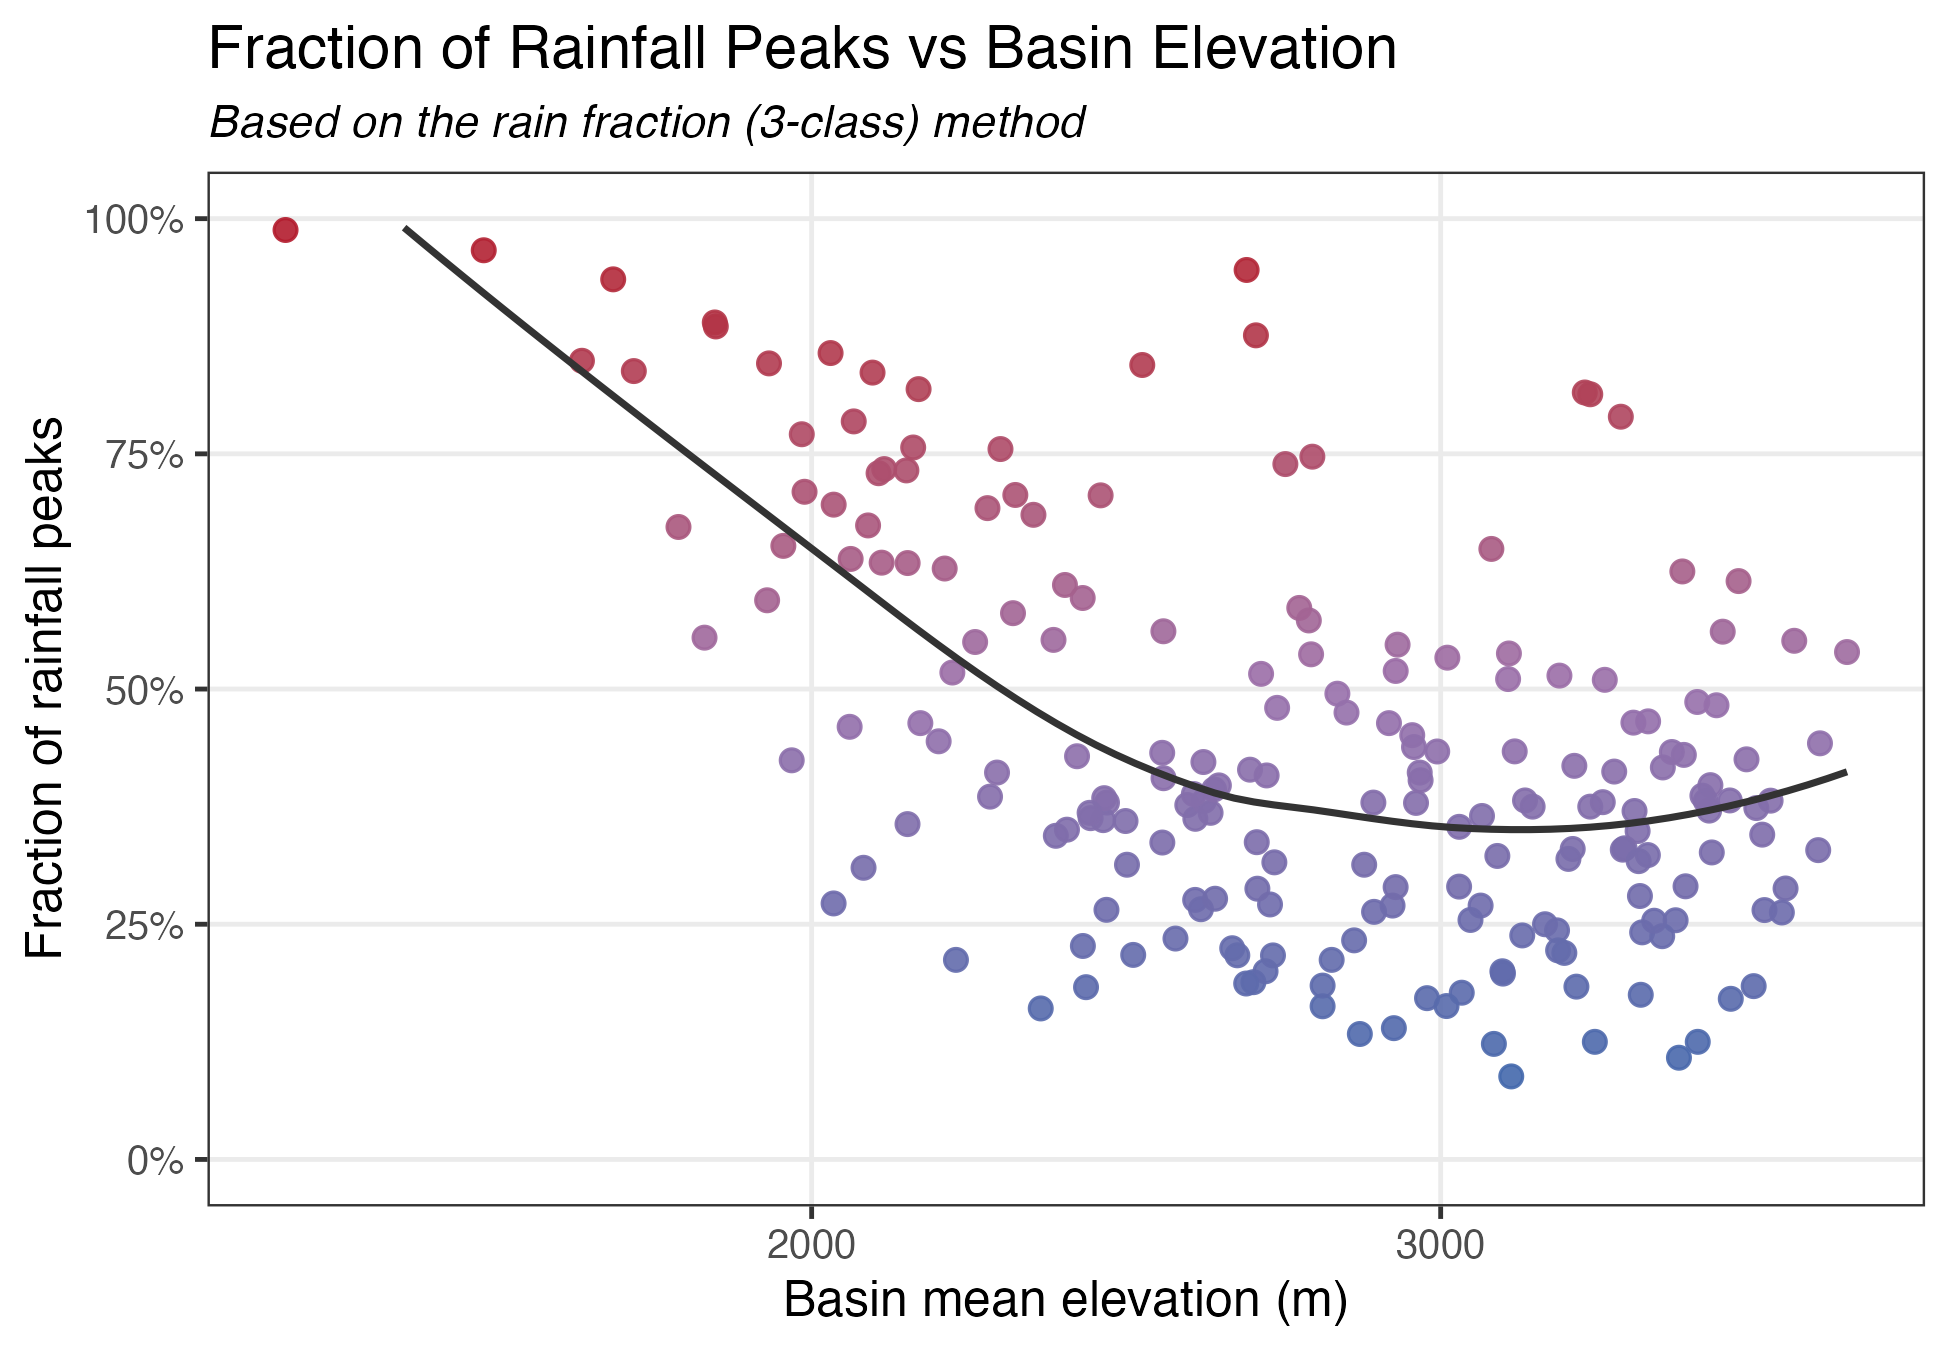 Fraction of Rainfall Peaks vs Basin Elevation
Based on the rain fraction (3-class) method
Fraction of rainfall peaks
100%
75%
50%
25%
0%
2000
3000
Basin mean elevation (m)